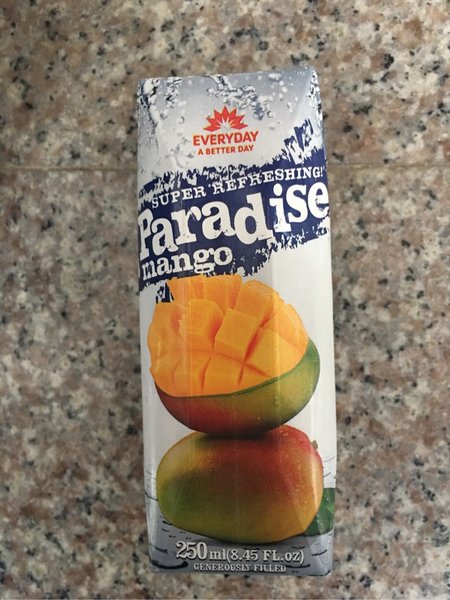 EVERYDAY
A BETTER DAY
SUPER REFRESHING!
Paradise
mango
250ml(8.45 FL.oz)
GENEROUSLY FILLED